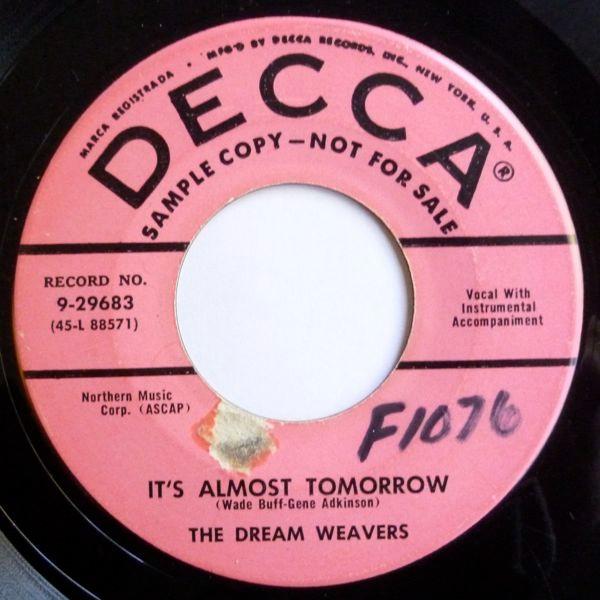 MARCA REGISTRADA • MF'G'D BY DECCA RECORDS, INC., NEW YORK, U.S.A.
DECCA®
SAMPLE COPY—NOT FOR SALE
RECORD NO.
9-29683
(45-L 88571)
Vocal With
Instrumental
Accompaniment
Northern Music
Corp. (ASCAP)
F1076
IT'S ALMOST TOMORROW
(Wade Buff-Gene Adkinson)
THE DREAM WEAVERS